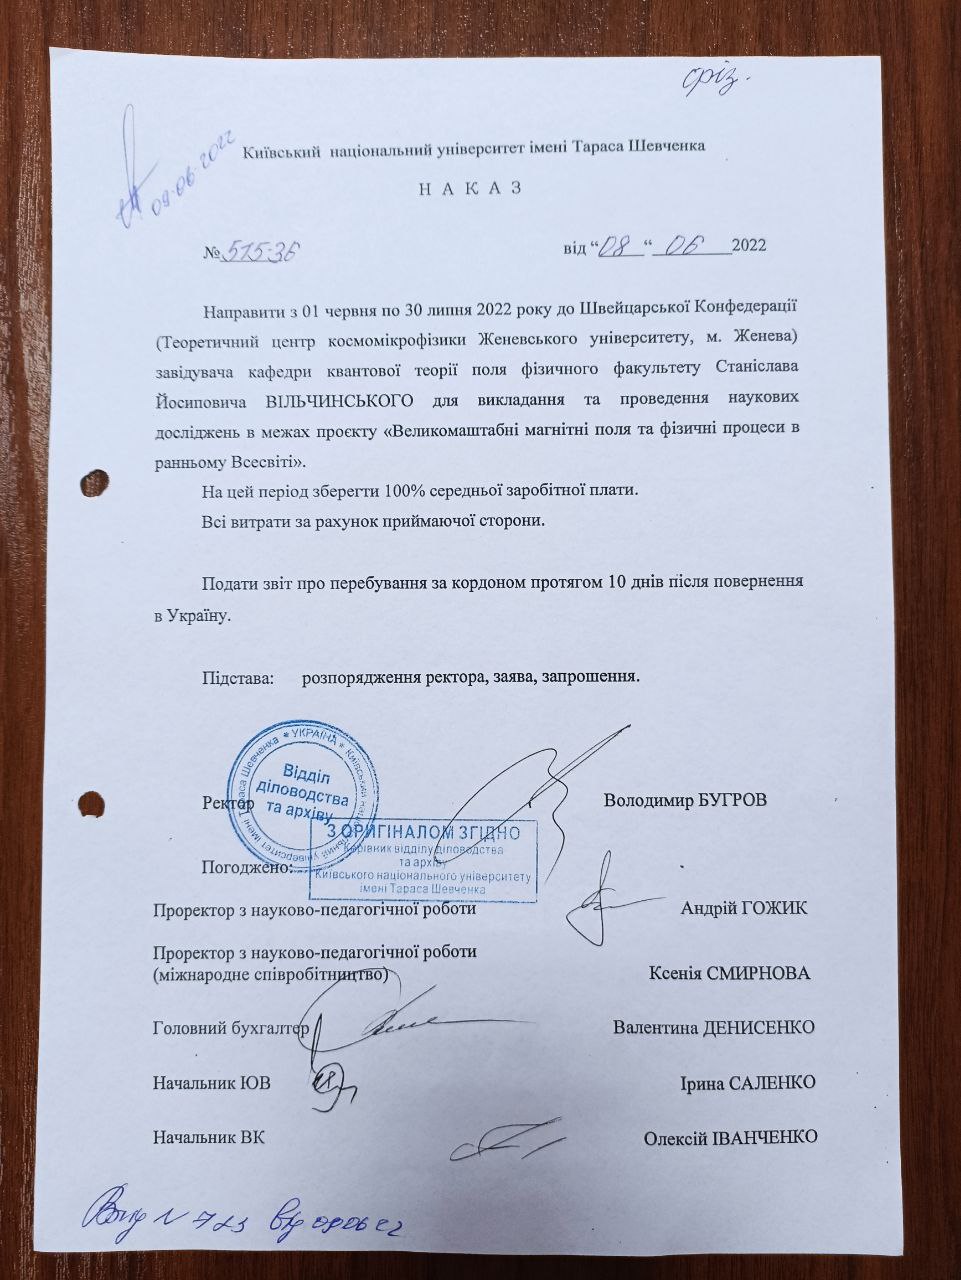 фіз.
09.06.2022
Київський національний університет імені Тараса Шевченка
Н А К А З
№ 515-36
від “08“ 06 2022
Направити з 01 червня по 30 липня 2022 року до Швейцарської Конфедерації
(Теоретичний центр космомікрофізики Женевського університету, м. Женева)
завідувача кафедри квантової теорії поля фізичного факультету Станіслава
Йосиповича ВІЛЬЧИНСЬКОГО для викладання та проведення наукових
досліджень в межах проєкту «Великомаштабні магнітні поля та фізичні процеси в
ранньому Всесвіті».
На цей період зберегти 100% середньої заробітної плати.
Всі витрати за рахунок приймаючої сторони.
Подати звіт про перебування за кордоном протягом 10 днів після повернення
в Україну.
Підстава: розпорядження ректора, заява, запрошення.
* УКРАЇНА * Київський національний університет імені Тараса Шевченка
Відділ
діловодства
та архіву
Ректор Володимир БУГРОВ
З ОРИГІНАЛОМ ЗГІДНО
Керівник відділу діловодства
та архіву
Київського національного університету
імені Тараса Шевченка
Погоджено:
Проректор з науково-педагогічної роботи Андрій ГОЖИК
Проректор з науково-педагогічної роботи
(міжнародне співробітництво) Ксенія СМИРНОВА
Головний бухгалтер Валентина ДЕНИСЕНКО
Начальник ЮВ Ірина САЛЕНКО
Начальник ВК Олексій ІВАНЧЕНКО
N 723 від 090622